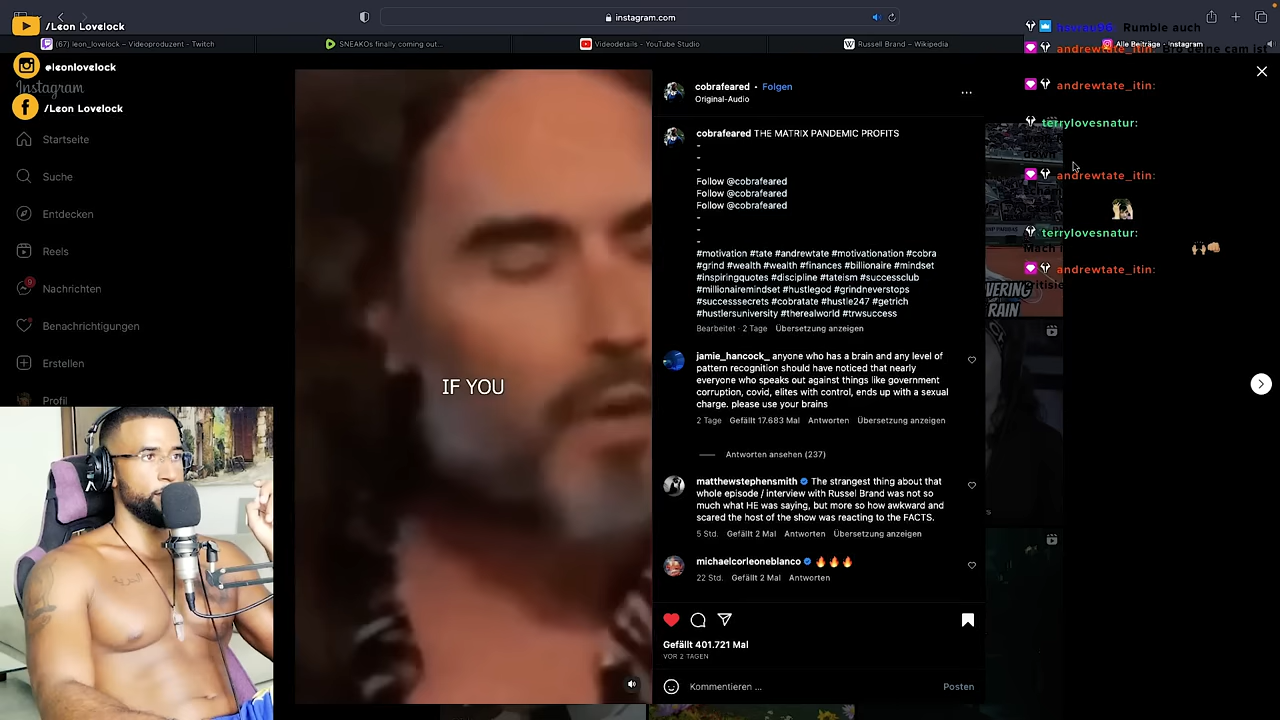 /Leon Lovelock
@leonlovelock
/Leon Lovelock
instagram.com
(67) leon_lovelock – Videoproduzent - Twitch
SNEAKOs finally coming out...
Videodetails - YouTube Studio
W Russell Brand – Wikipedia
Alle Beiträge · Instagram
Instagram
Startseite
Suche
Entdecken
Reels
9
Nachrichten
Benachrichtigungen
Erstellen
Profil
IF YOU
cobrafeared • Folgen
Original-Audio
cobrafeared THE MATRIX PANDEMIC PROFITS
-
-
-
Follow @cobrafeared
Follow @cobrafeared
Follow @cobrafeared
-
-
-
#motivation #tate #andrewtate #motivationation #cobra
#grind #wealth #wealth #finances #billionaire #mindset
#inspiringquotes #discipline #tateism #successclub
#millionairemindset #hustlegod #grindneverstops
#successsecrets #cobratate #hustle247 #getrich
#hustlersuniversity #therealworld #trwsuccess
Bearbeitet · 2 Tage Übersetzung anzeigen
jamie_hancock_ anyone who has a brain and any level of
pattern recognition should have noticed that nearly
everyone who speaks out against things like government
corruption, covid, elites with control, ends up with a sexual
charge. please use your brains
2 Tage Gefällt 17.683 Mal Antworten Übersetzung anzeigen
Antworten ansehen (237)
matthewstephensmith The strangest thing about that
whole episode / interview with Russel Brand was not so
much what HE was saying, but more so how awkward and
scared the host of the show was reacting to the FACTS.
5 Std. Gefällt 2 Mal Antworten Übersetzung anzeigen
michaelcorleoneblanco 🔥🔥🔥
22 Std. Gefällt 2 Mal Antworten
Gefällt 401.721 Mal
VOR 2 TAGEN
Kommentieren ...
Posten
Rumble auch
andrewtate_itin: Bro deine cam ist
andrewtate_itin:
terrylovesnatur:
down
andrewtate_itin:
terrylovesnatur:
andrewtate_itin:
RAIN